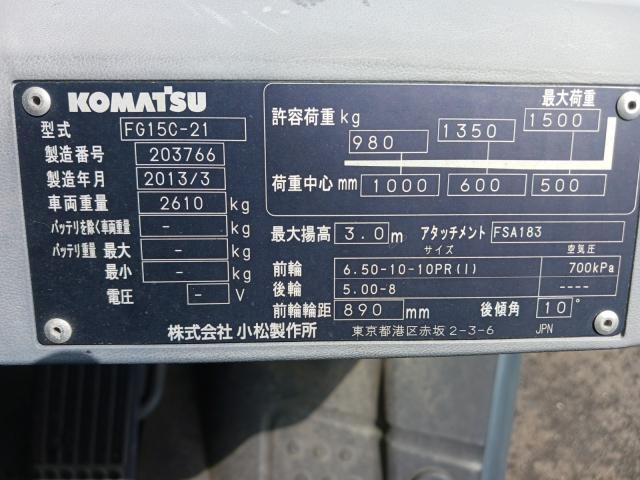 KOMATSU
型式 FG15C-21
製造番号 203766
製造年月 2013/3
車両重量 2610 kg
バッテリを除く車両重量 - kg
バッテリ重量 最大 - kg
最小 - kg
電圧 - V
最大荷重
許容荷重 kg 980 1350 1500
荷重中心 mm 1000 600 500
最大揚高 3.0 m アタッチメント FSA183
サイズ 空気圧
前輪 6.50-10-10PR(I) 700kPa
後輪 5.00-8 ----
前輪輪距 890 mm 後傾角 10°
株式会社 小松製作所 東京都港区赤坂 2-3-6 JPN